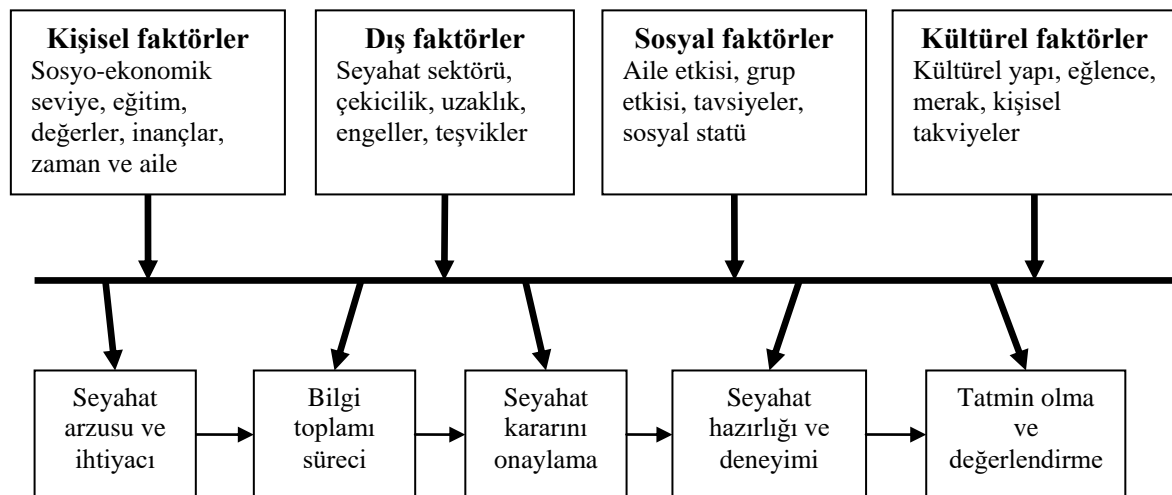 Kişisel faktörler
Sosyo-ekonomik
seviye, eğitim,
değerler, inançlar,
zaman ve aile
Dış faktörler
Seyahat sektörü,
çekicilik, uzaklık,
engeller, teşvikler
Sosyal faktörler
Aile etkisi, grup
etkisi, tavsiyeler,
sosyal statü
Kültürel faktörler
Kültürel yapı, eğlence,
merak, kişisel
takviyeler
Seyahat
arzusu ve
ihtiyacı
Bilgi
toplamı
süreci
Seyahat
kararını
onaylama
Seyahat
hazırlığı ve
deneyimi
Tatmin olma
ve
değerlendirme